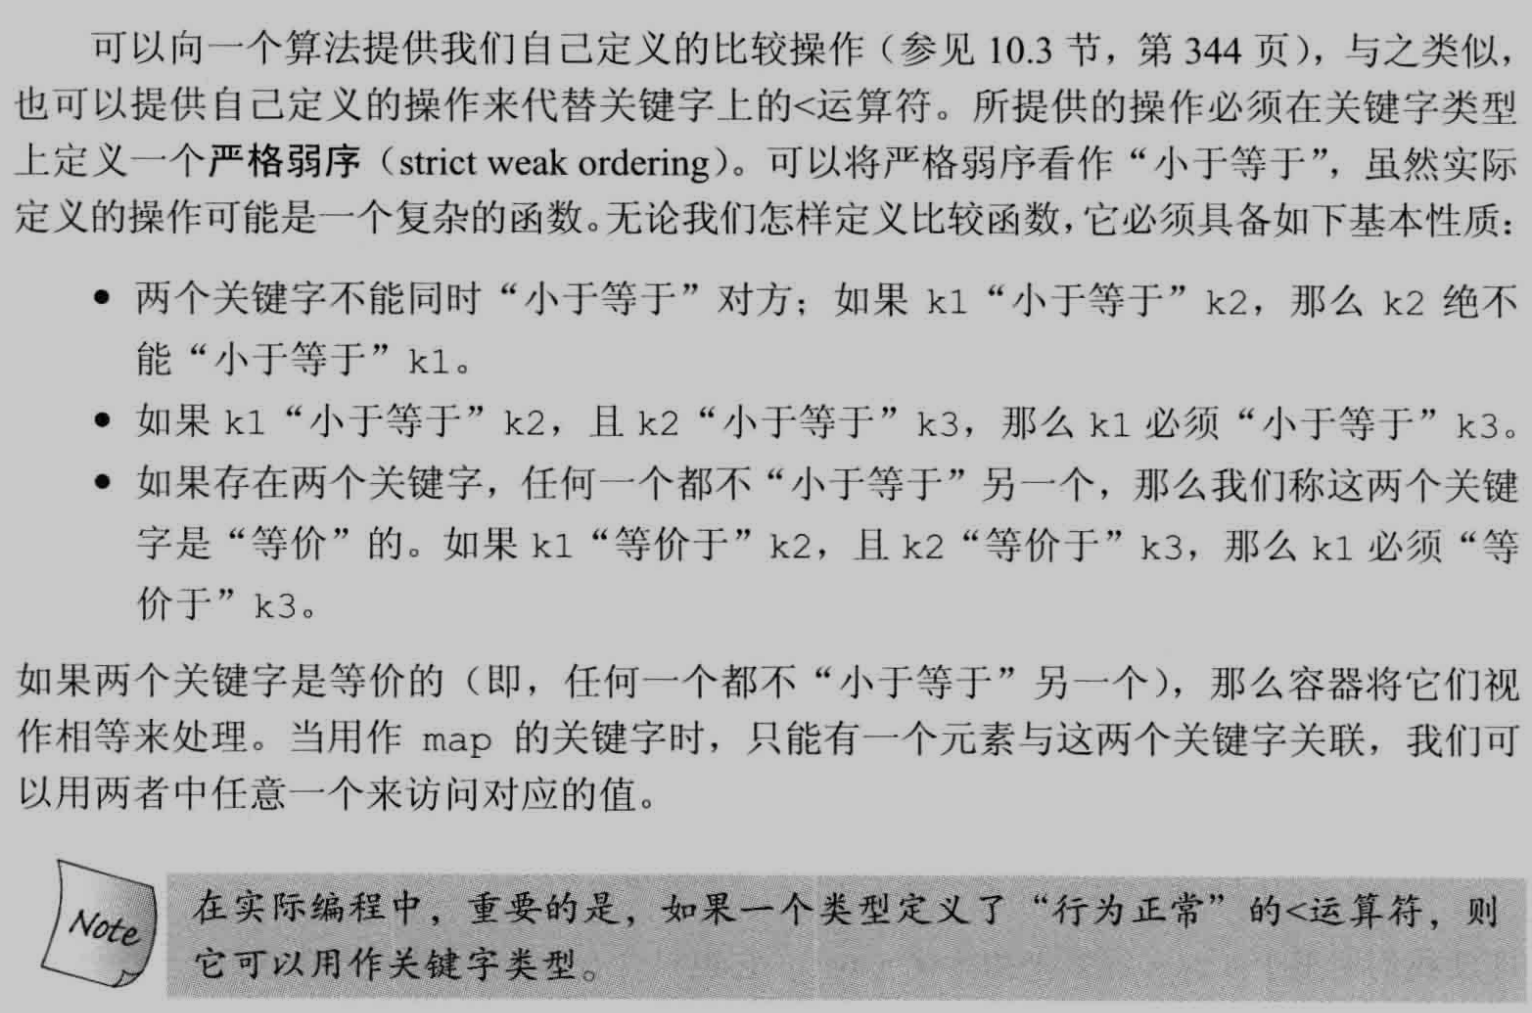 可以向一个算法提供我们自己定义的比较操作（参见 10.3 节，第 344 页），与之类似，
也可以提供自己定义的操作来代替关键字上的<运算符。所提供的操作必须在关键字类型
上定义一个严格弱序（strict weak ordering）。可以将严格弱序看作“小于等于”，虽然实际
定义的操作可能是一个复杂的函数。无论我们怎样定义比较函数，它必须具备如下基本性质：
● 两个关键字不能同时“小于等于”对方；如果 k1“小于等于”k2，那么 k2 绝不
能“小于等于”k1。
● 如果 k1“小于等于”k2，且 k2“小于等于”k3，那么 k1 必须“小于等于”k3。
● 如果存在两个关键字，任何一个都不“小于等于”另一个，那么我们称这两个关键
字是“等价”的。如果 k1“等价于”k2，且 k2“等价于”k3，那么 k1 必须“等
价于”k3。
如果两个关键字是等价的（即，任何一个都不“小于等于”另一个），那么容器将它们视
作相等来处理。当用作 map 的关键字时，只能有一个元素与这两个关键字关联，我们可
以用两者中任意一个来访问对应的值。
Note
在实际编程中，重要的是，如果一个类型定义了“行为正常”的<运算符，则
它可以用作关键字类型。